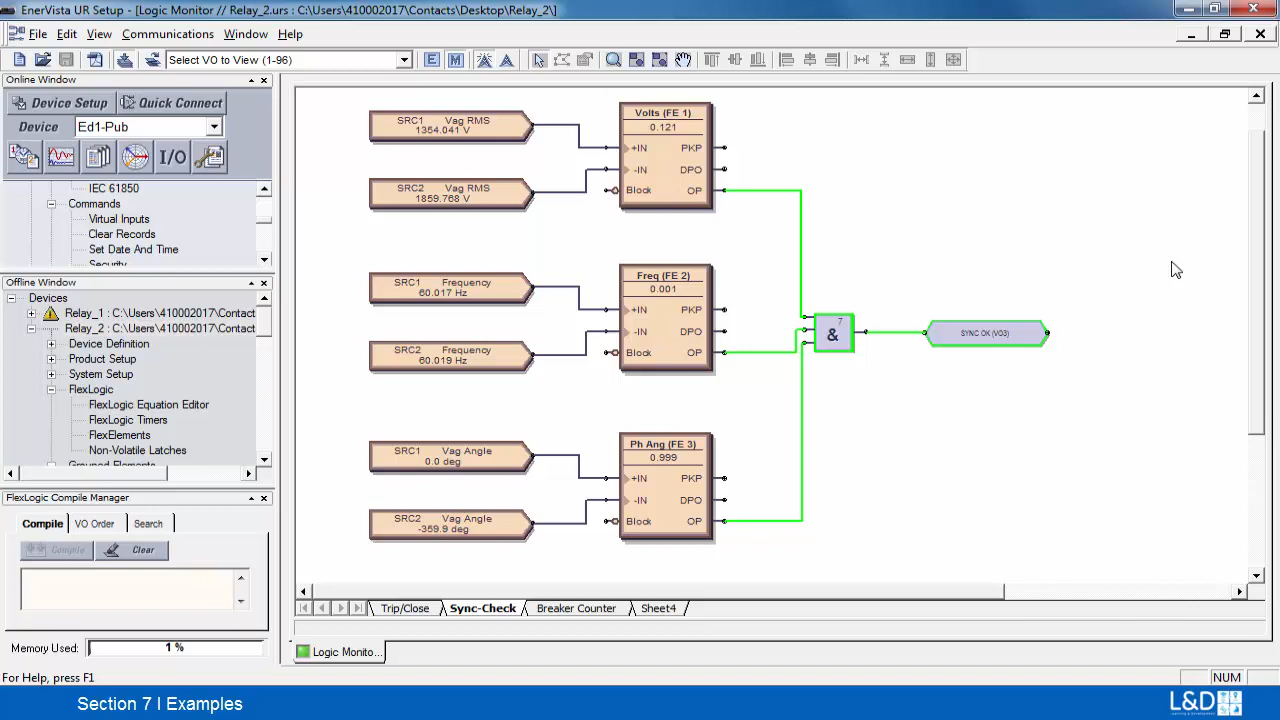 EnerVista UR Setup - [Logic Monitor // Relay_2.urs : C:\Users\410002017\Contacts\Desktop\Relay_2\]
File Edit View Communications Window Help
Select VO to View (1-96)
E M
Online Window
Device Setup Quick Connect
Device Ed1-Pub
I/O
IEC 61850
Commands
Virtual Inputs
Clear Records
Set Date And Time
Security
Offline Window
Devices
Relay_1 : C:\Users\410002017\Contact
Relay_2 : C:\Users\410002017\Contact
Device Definition
Product Setup
System Setup
FlexLogic
FlexLogic Equation Editor
FlexLogic Timers
FlexElements
Non-Volatile Latches
Grouped Elements
FlexLogic Compile Manager
Compile VO Order Search
Compile Clear
Memory Used: 1 %
SRC1 Vag RMS
1354.041 V
SRC2 Vag RMS
1859.768 V
Volts (FE 1)
0.121
+IN PKP
-IN DPO
Block OP
SRC1 Frequency
60.017 Hz
SRC2 Frequency
60.019 Hz
Freq (FE 2)
0.001
+IN PKP
-IN DPO
Block OP
7
&
SYNC OK (VO3)
SRC1 Vag Angle
0.0 deg
SRC2 Vag Angle
-359.9 deg
Ph Ang (FE 3)
0.999
+IN PKP
-IN DPO
Block OP
Trip/Close Sync-Check Breaker Counter Sheet4
Logic Monito...
For Help, press F1
NUM
Section 7 I Examples
L&D